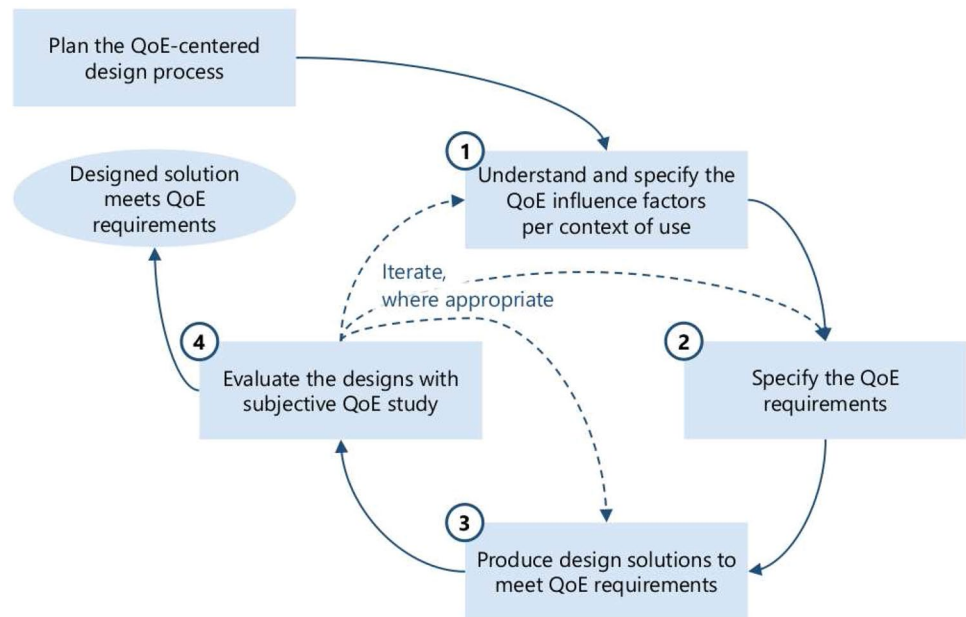 Plan the QoE-centered
design process
1
Understand and specify the
QoE influence factors
per context of use
Designed solution
meets QoE
requirements
Iterate,
where appropriate
4
Evaluate the designs with
subjective QoE study
2
Specify the QoE
requirements
3
Produce design solutions to
meet QoE requirements